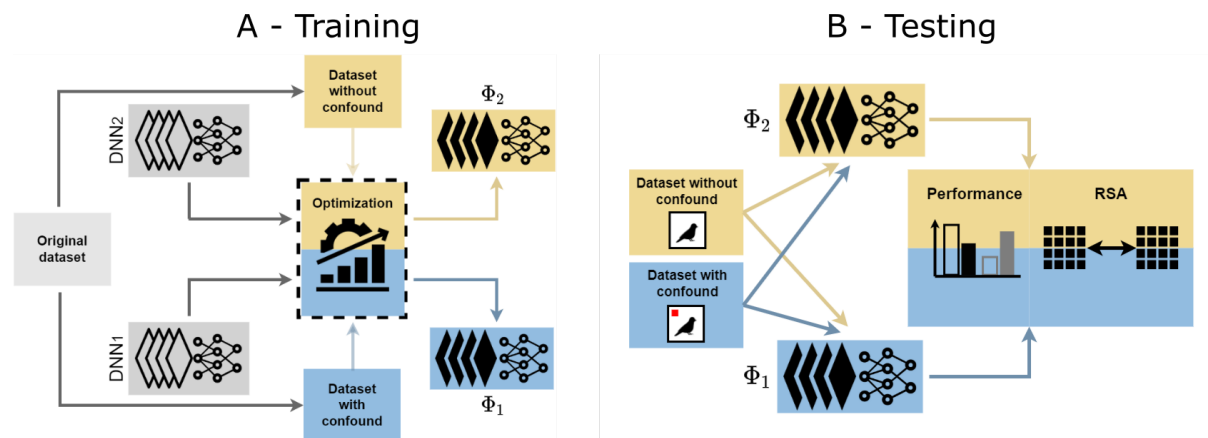 A - Training
Dataset
without
confound
DNN2
Φ2
Optimization
Original
dataset
DNN1
Φ1
Dataset
with
confound
B - Testing
Φ2
Dataset without
confound
Dataset with
confound
Performance
RSA
Φ1